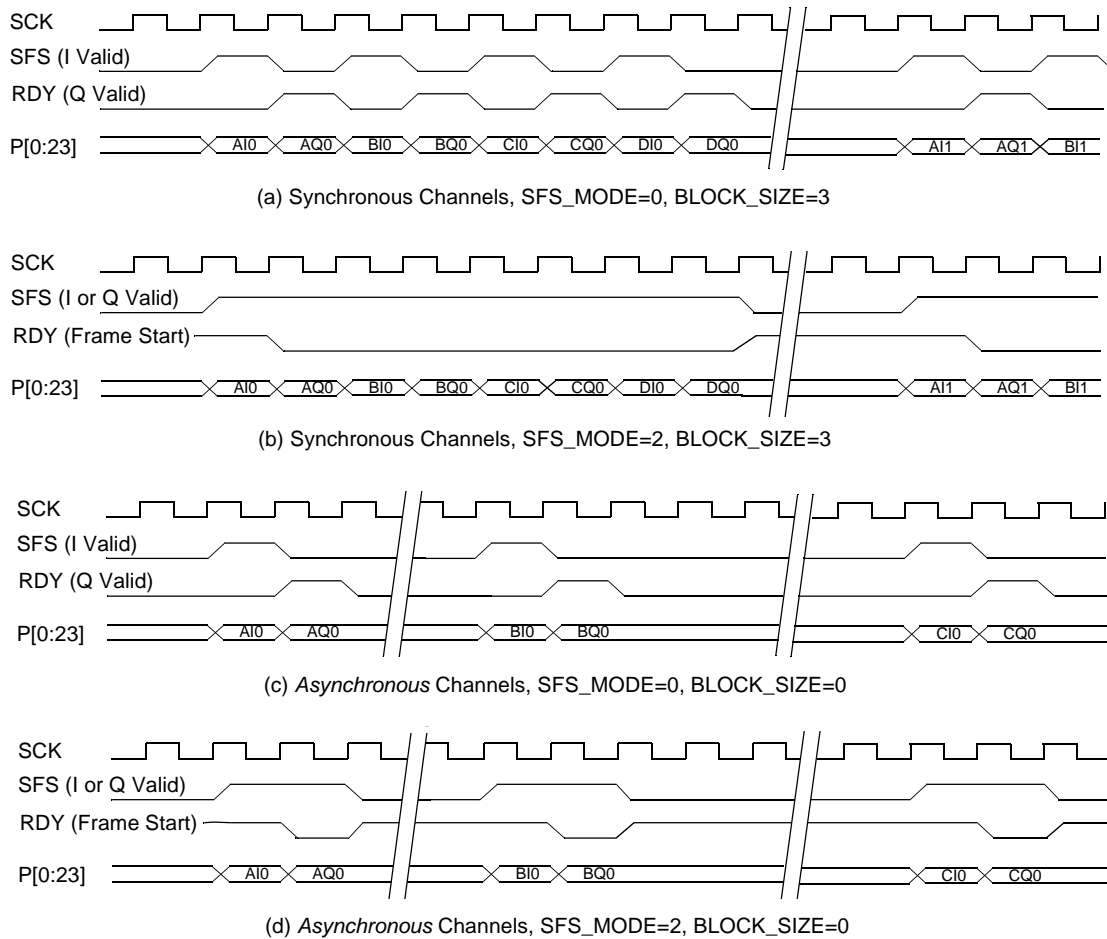 SCK
SFS (I Valid)
RDY (Q Valid)
P[0:23] AI0 AQ0 BI0 BQ0 CI0 CQ0 DI0 DQ0 AI1 AQ1 BI1
(a) Synchronous Channels, SFS_MODE=0, BLOCK_SIZE=3
SCK
SFS (I or Q Valid)
RDY (Frame Start)
P[0:23] AI0 AQ0 BI0 BQ0 CI0 CQ0 DI0 DQ0 AI1 AQ1 BI1
(b) Synchronous Channels, SFS_MODE=2, BLOCK_SIZE=3
SCK
SFS (I Valid)
RDY (Q Valid)
P[0:23] AI0 AQ0 BI0 BQ0 CI0 CQ0
(c) Asynchronous Channels, SFS_MODE=0, BLOCK_SIZE=0
SCK
SFS (I or Q Valid)
RDY (Frame Start)
P[0:23] AI0 AQ0 BI0 BQ0 CI0 CQ0
(d) Asynchronous Channels, SFS_MODE=2, BLOCK_SIZE=0